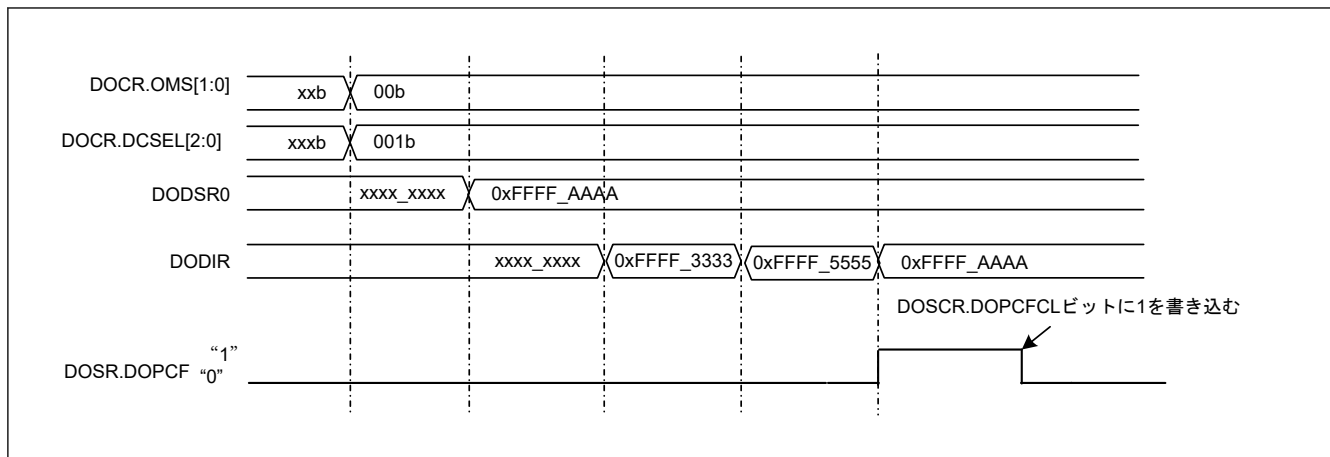 DOCR.OMS[1:0] xxb 00b
DOCR.DCSEL[2:0] xxxb 001b
DODSR0 xxxx_xxxx 0xFFFF_AAAA
DODIR xxxx_xxxx 0xFFFF_3333 0xFFFF_5555 0xFFFF_AAAA
DOSCR.DOPCFCLビットに1を書き込む
“1”
DOSR.DOPCF “0”